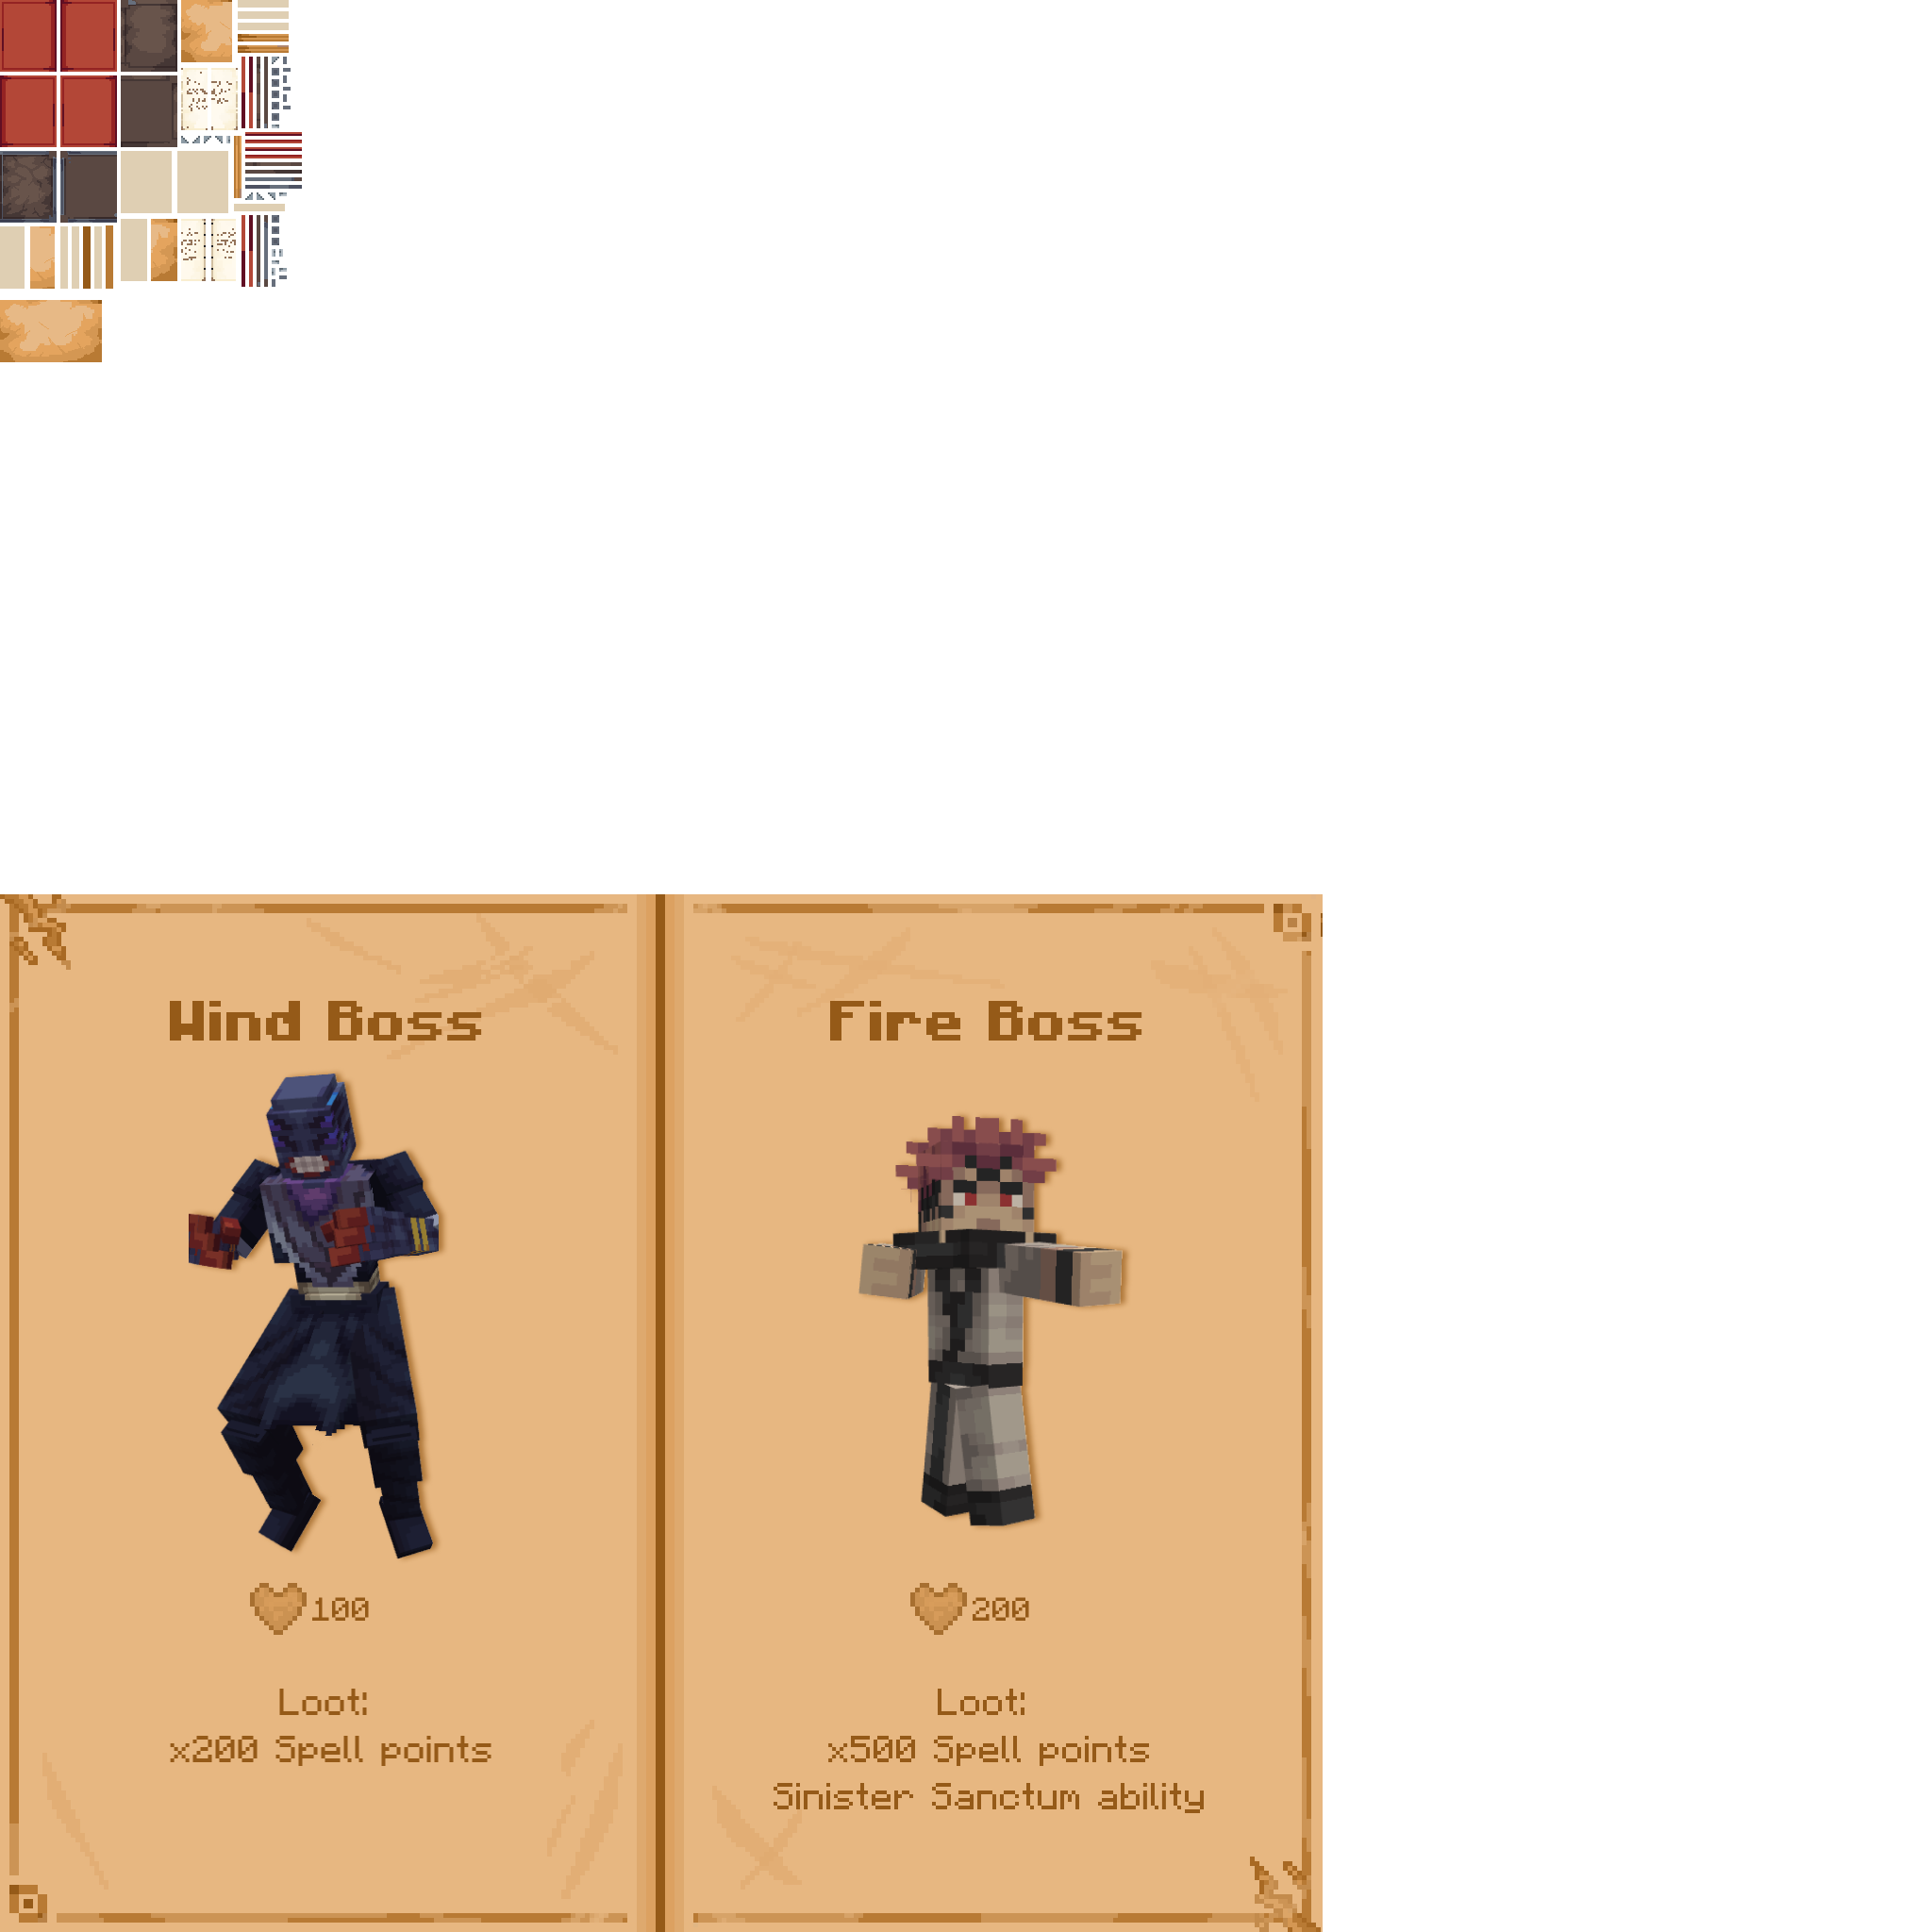 Wind Boss
100
Loot:
x200 Spell points
Fire Boss
200
Loot:
x500 Spell points
Sinister Sanctum ability